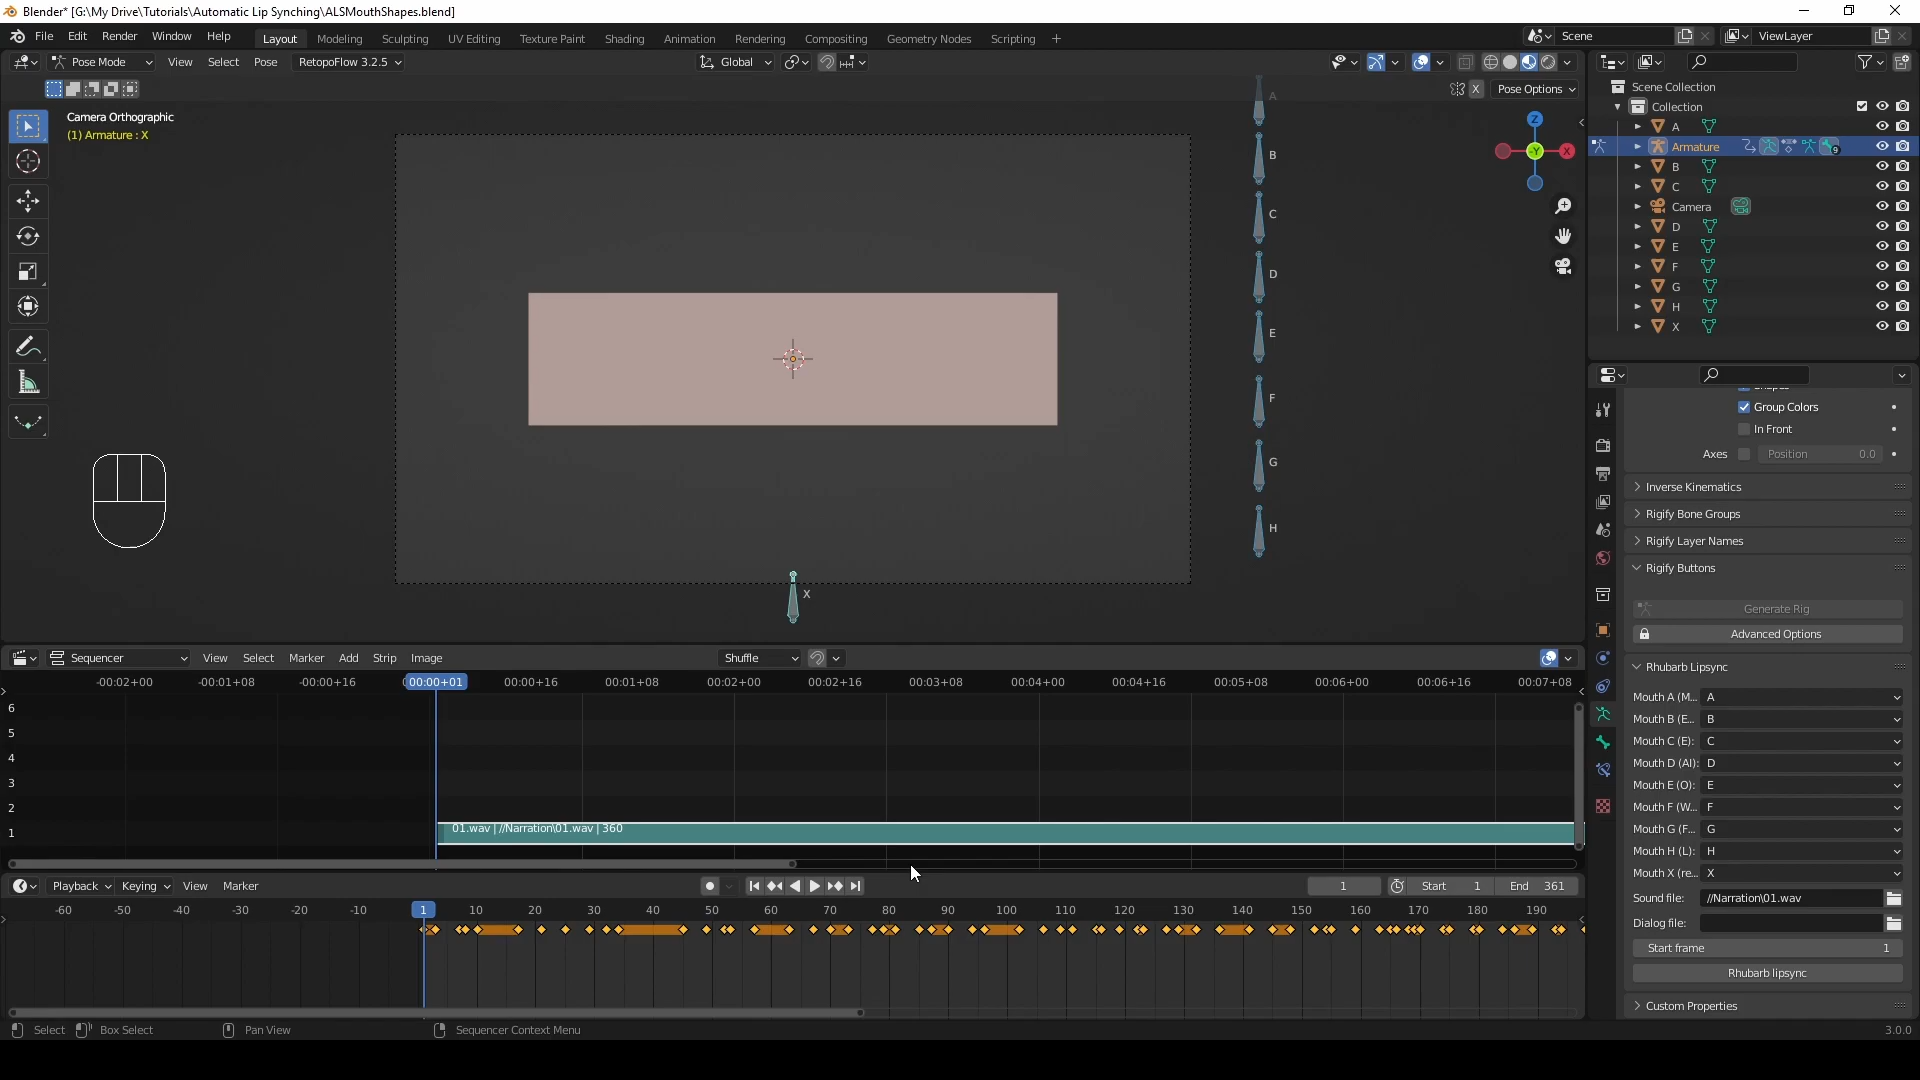 Blender* [G:\My Drive\Tutorials\Automatic Lip Synching\ALSMouthShapes.blend]
File Edit Render Window Help
Layout Modeling Sculpting UV Editing Texture Paint Shading Animation Rendering Compositing Geometry Nodes Scripting +
Scene
ViewLayer
Pose Mode View Select Pose RetopoFlow 3.2.5
Global
X Pose Options
Camera Orthographic
(1) Armature : X
A
B
C
D
E
F
G
H
X
Z
-Y
X
Scene Collection
Collection
A
Armature 9
B
C
Camera
D
E
F
G
H
X
Group Colors
In Front
Axes Position 0.0
Inverse Kinematics
Rigify Bone Groups
Rigify Layer Names
Rigify Buttons
Generate Rig
Advanced Options
Rhubarb Lipsync
Mouth A (M... A
Mouth B (E... B
Mouth C (E): C
Mouth D (AI): D
Mouth E (O): E
Mouth F (W... F
Mouth G (F... G
Mouth H (L): H
Mouth X (re... X
Sound file: //Narration\01.wav
Dialog file:
Start frame 1
Rhubarb lipsync
Custom Properties
Sequencer View Select Marker Add Strip Image
Shuffle
-00:02+00 -00:01+08 -00:00+16 00:00+01 00:00+16 00:01+08 00:02+00 00:02+16 00:03+08 00:04+00 00:04+16 00:05+08 00:06+00 00:06+16 00:07+08
6
5
4
3
2
1
01.wav | //Narration\01.wav | 360
Playback Keying View Marker
1 Start 1 End 361
-60 -50 -40 -30 -20 -10 1 10 20 30 40 50 60 70 80 90 100 110 120 130 140 150 160 170 180 190
Select Box Select Pan View Sequencer Context Menu
3.0.0